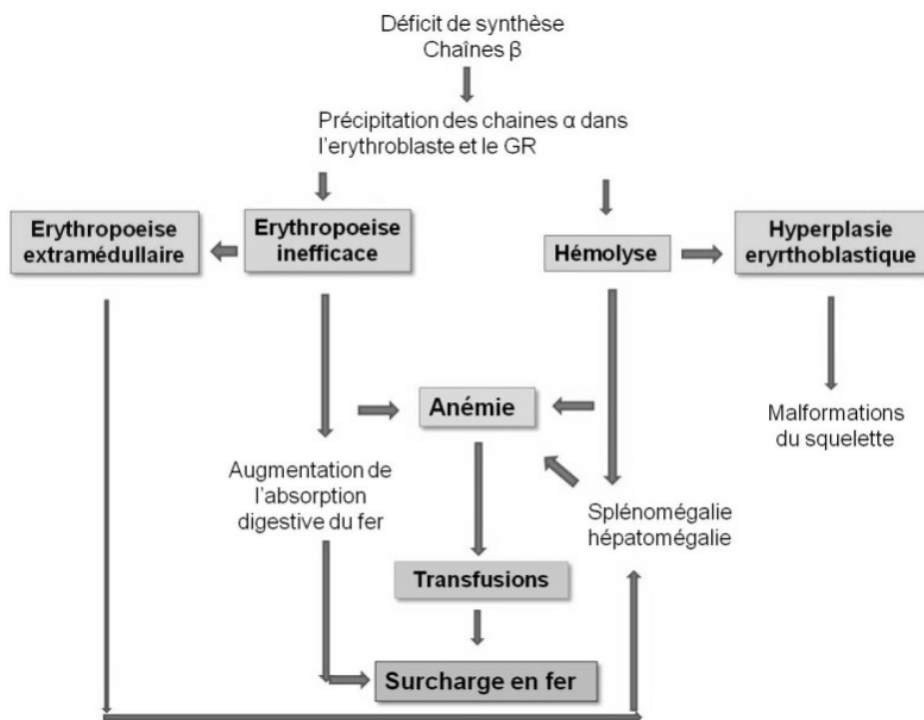 Déficit de synthèse
Chaînes β
Précipitation des chaines α dans
l'erythroblaste et le GR
Erythropoeise
extramédullaire
Erythropoeise
inefficace
Hémolyse
Hyperplasie
eryrthoblastique
Anémie
Malformations
du squelette
Augmentation de
l'absorption
digestive du fer
Splénomégalie
hépatomégalie
Transfusions
Surcharge en fer